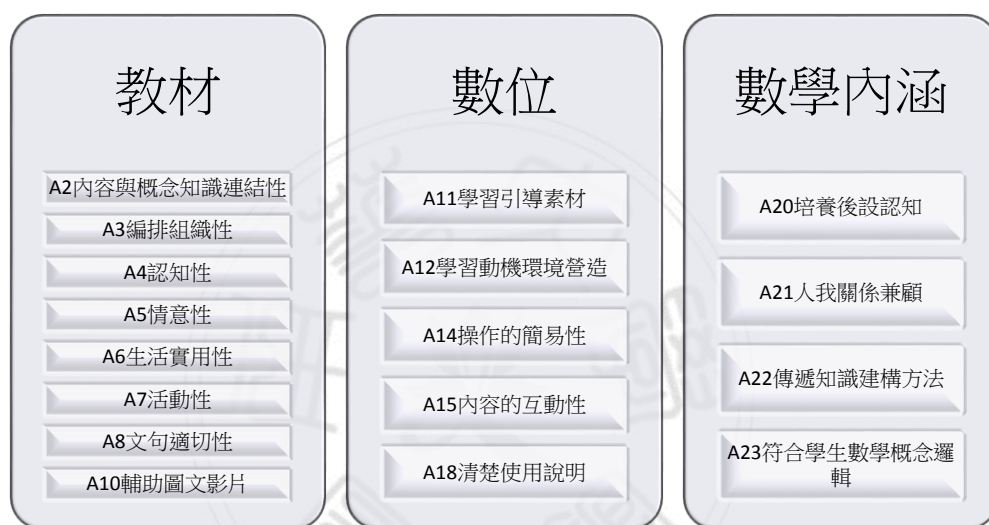 教材
A2內容與概念知識連結性
A3編排組織性
A4認知性
A5情意性
A6生活實用性
A7活動性
A8文句適切性
A10輔助圖文影片
數位
A11學習引導素材
A12學習動機環境營造
A14操作的簡易性
A15內容的互動性
A18清楚使用說明
數學內涵
A20培養後設認知
A21人我關係兼顧
A22傳遞知識建構方法
A23符合學生數學概念邏
輯